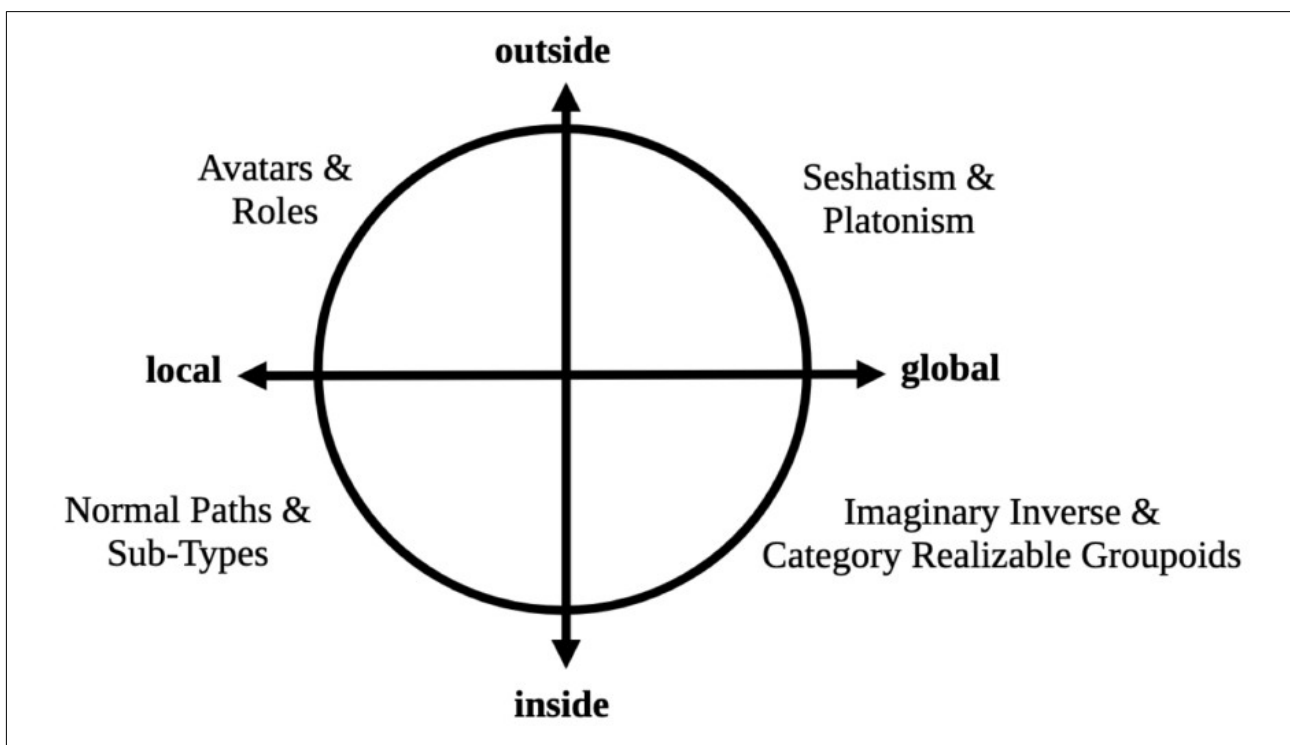 outside
Avatars &
Roles
Seshatism &
Platonism
local
global
Normal Paths &
Sub-Types
Imaginary Inverse &
Category Realizable Groupoids
inside